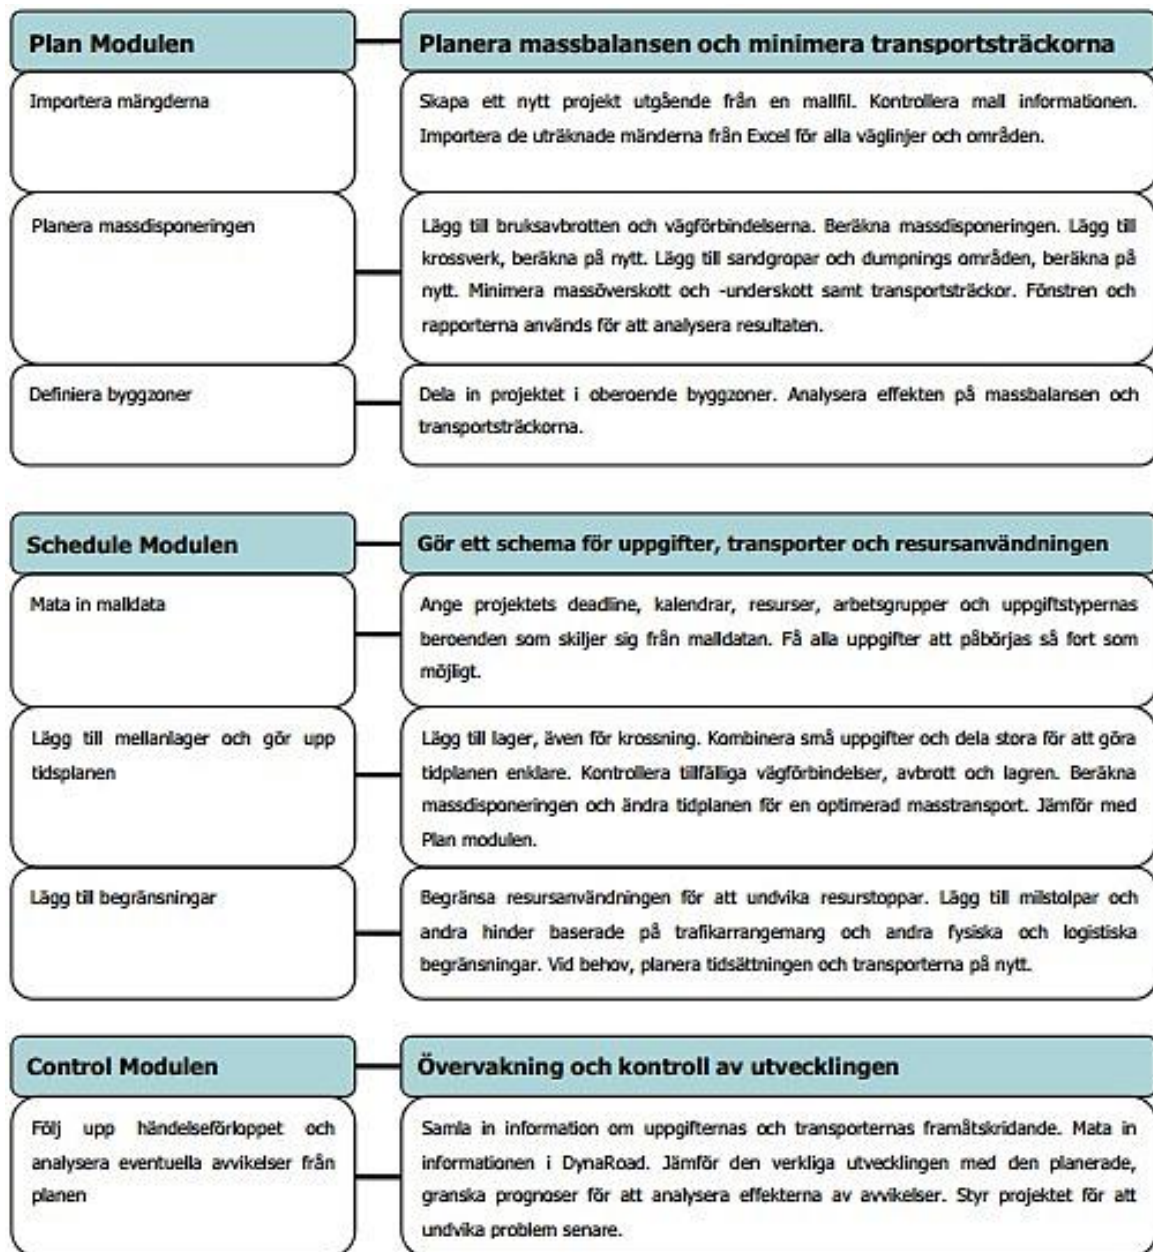 Plan Modulen
Planera massbalansen och minimera transportsträckorna
Importera mängderna
Skapa ett nytt projekt utgående från en mallfil. Kontrollera mall informationen.
Importera de uträknade mänderna från Excel för alla väglinjer och områden.
Planera massdisponeringen
Lägg till bruksavbrotten och vägförbindelserna. Beräkna massdisponeringen. Lägg till
krossverk, beräkna på nytt. Lägg till sandgropar och dumpnings områden, beräkna på
nytt. Minimera massöverskott och -underskott samt transportsträckor. Fönstren och
rapporterna används för att analysera resultaten.
Definiera byggzoner
Dela in projektet i oberoende byggzoner. Analysera effekten på massbalansen och
transportsträckorna.
Schedule Modulen
Gör ett schema för uppgifter, transporter och resursanvändningen
Mata in malldata
Ange projektets deadline, kalendrar, resurser, arbetsgrupper och uppgiftstypernas
beroenden som skiljer sig från malldatan. Få alla uppgifter att påbörjas så fort som
möjligt.
Lägg till mellanlager och gör upp
tidsplanen
Lägg till lager, även för krossning. Kombinera små uppgifter och dela stora för att göra
tidplanen enklare. Kontrollera tillfälliga vägförbindelser, avbrott och lagren. Beräkna
massdisponeringen och ändra tidplanen för en optimerad masstransport. Jämför med
Plan modulen.
Lägg till begränsningar
Begränsa resursanvändningen för att undvika resurstoppar. Lägg till milstolpar och
andra hinder baserade på trafikarrangemang och andra fysiska och logistiska
begränsningar. Vid behov, planera tidsättningen och transporterna på nytt.
Control Modulen
Övervakning och kontroll av utvecklingen
Följ upp händelseförloppet och
analysera eventuella avvikelser från
planen
Samla in information om uppgifternas och transporternas framåtskridande. Mata in
informationen i DynaRoad. Jämför den verkliga utvecklingen med den planerade,
granska prognoser för att analysera effekterna av avvikelser. Styr projektet för att
undvika problem senare.